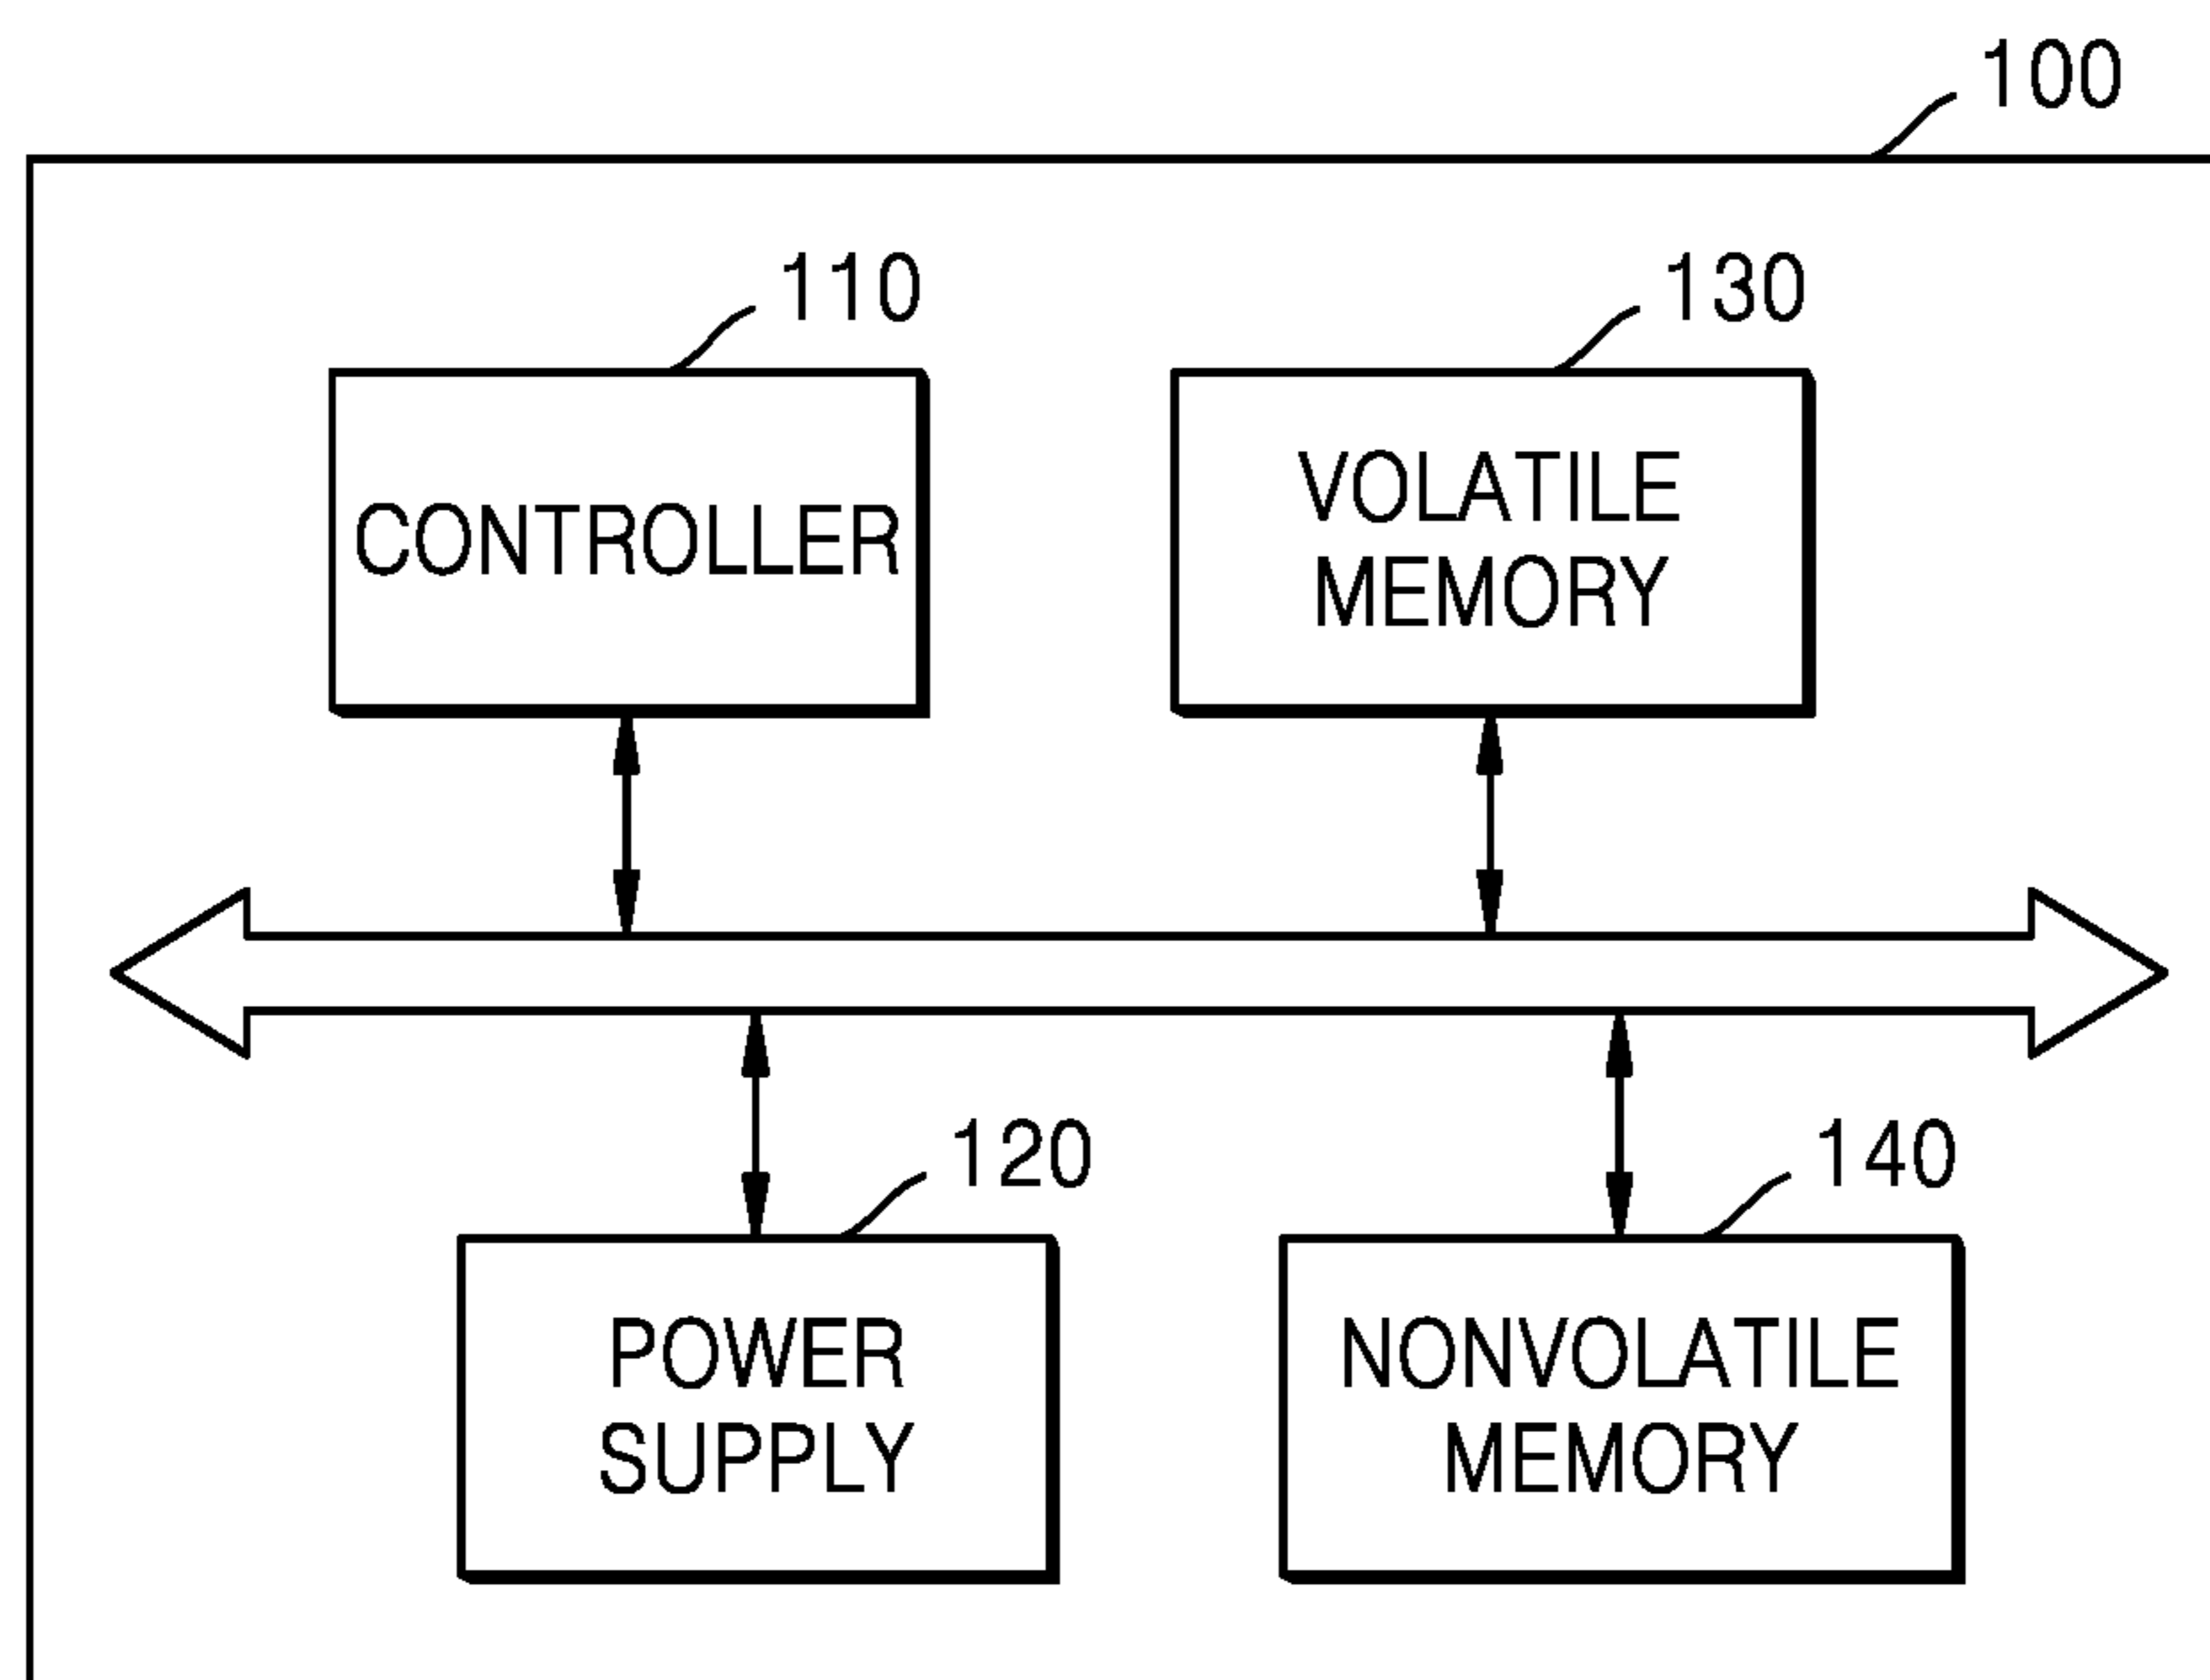 100
110
130
CONTROLLER
VOLATILE
MEMORY
120
140
POWER
SUPPLY
NONVOLATILE
MEMORY